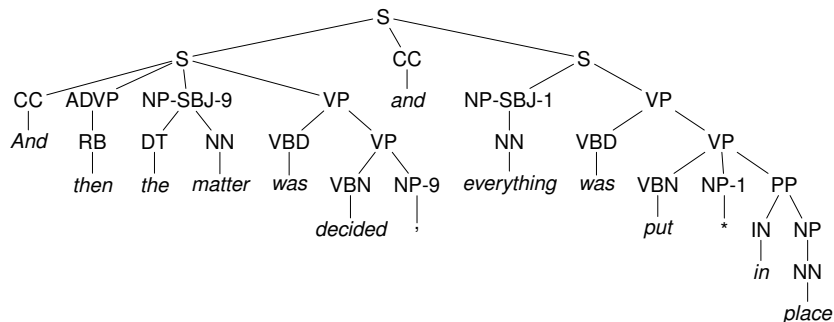 S
S CC S
CC ADVP NP-SBJ-9 VP and NP-SBJ-1 VP
And RB DT NN VBD VP NN VBD VP
then the matter was VBN NP-9 everything was VBN NP-1 PP
decided , put * IN NP
in NN
place